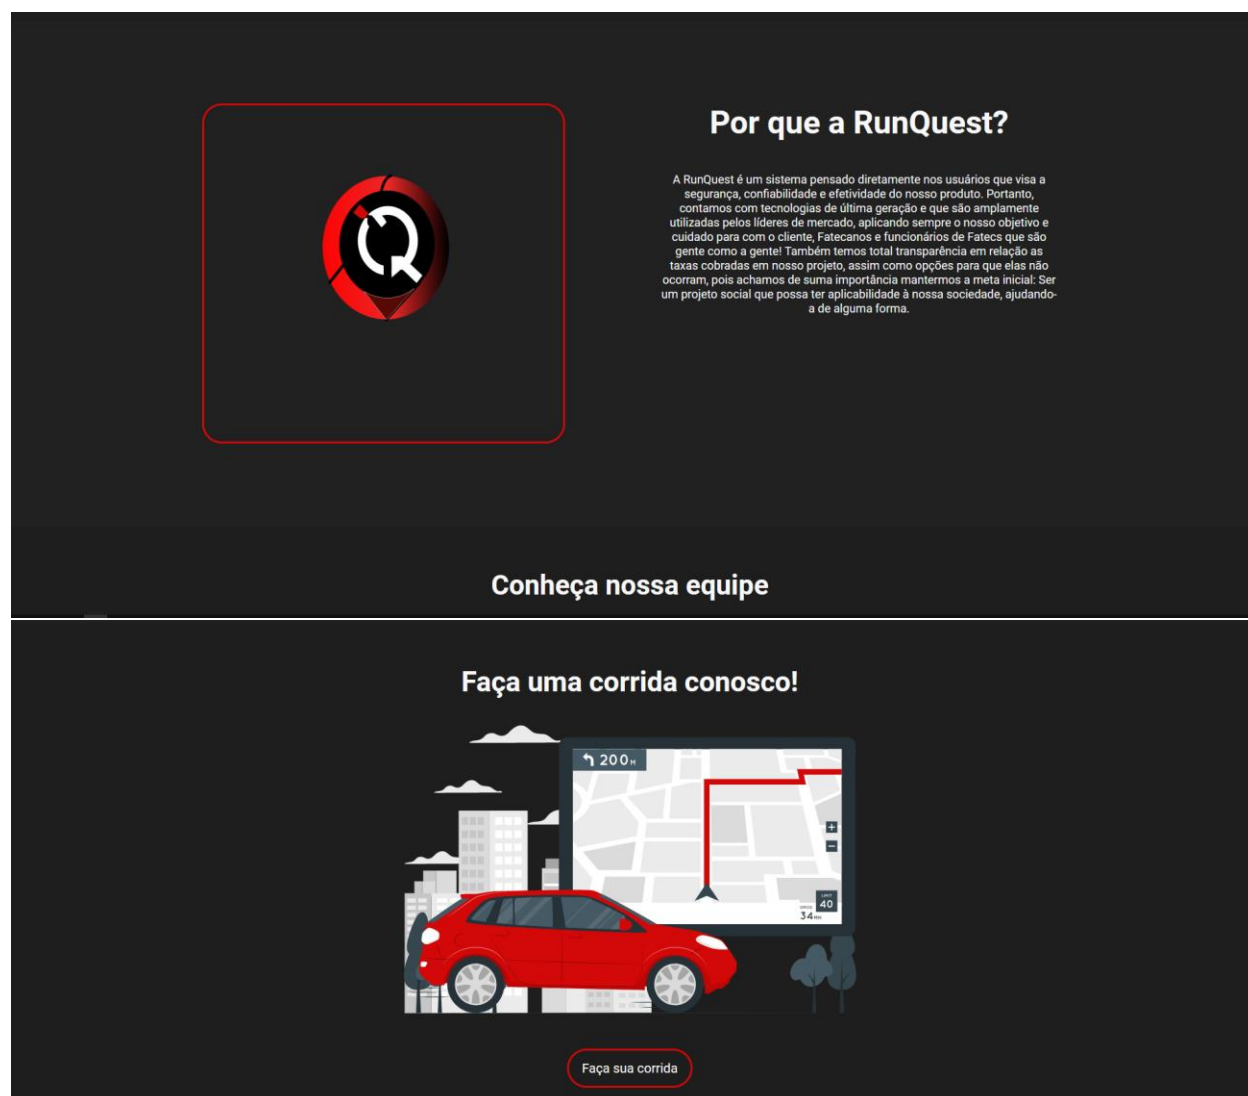 Por que a RunQuest?
A RunQuest é um sistema pensado diretamente nos usuários que visa a
segurança, confiabilidade e efetividade do nosso produto. Portanto,
contamos com tecnologias de última geração e que são amplamente
utilizadas pelos líderes de mercado, aplicando sempre o nosso objetivo e
cuidado para com o cliente, Fatecanos e funcionários de Fatecs que são
gente como a gente! Também temos total transparência em relação as
taxas cobradas em nosso projeto, assim como opções para que elas não
ocorram, pois achamos de suma importância mantermos a meta inicial: Ser
um projeto social que possa ter aplicabilidade à nossa sociedade, ajudando-
a de alguma forma.
Conheça nossa equipe
Faça uma corrida conosco!
200 M
+
−
LIMIT
40
34
Faça sua corrida